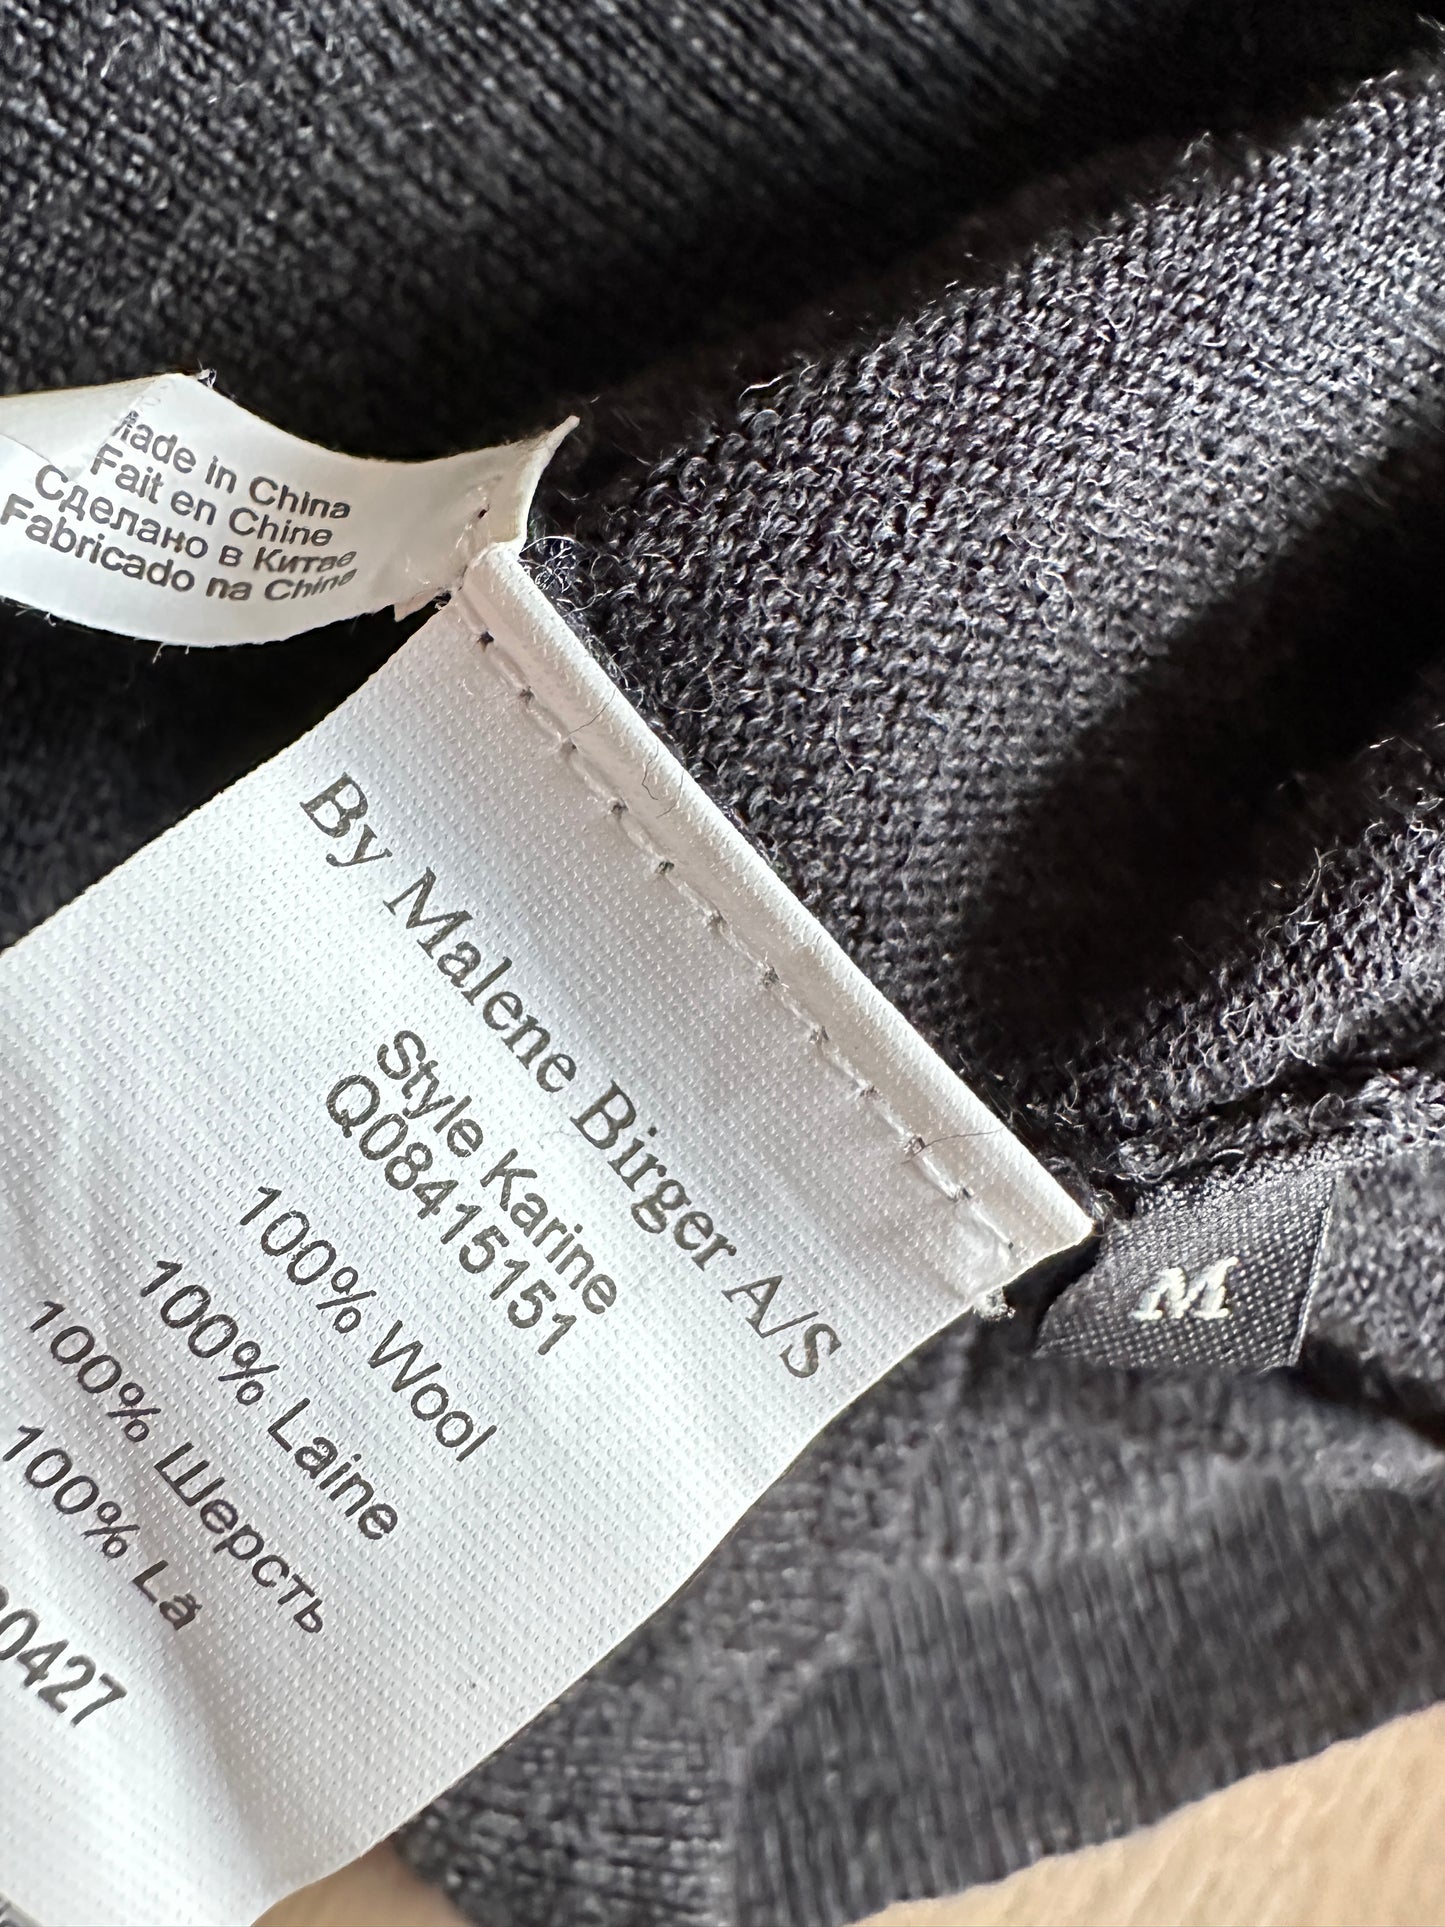 Made in China
Fait en Chine
Сделано в Китае
Fabricado na China
By Malene Birger A/S
Style Karine
Q08415151
100% Wool
100% Laine
100% Шерсть
100% Lã
0427
M